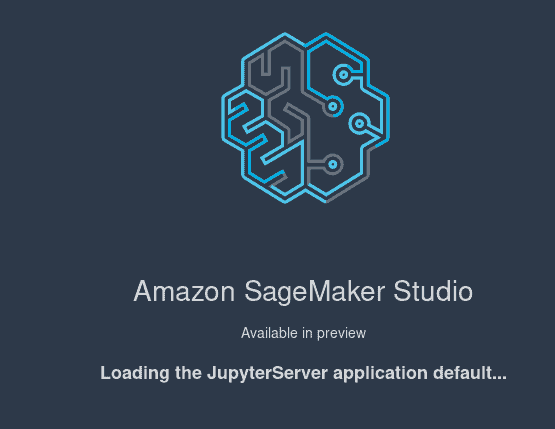 Amazon SageMaker Studio
Available in preview
Loading the JupyterServer application default...